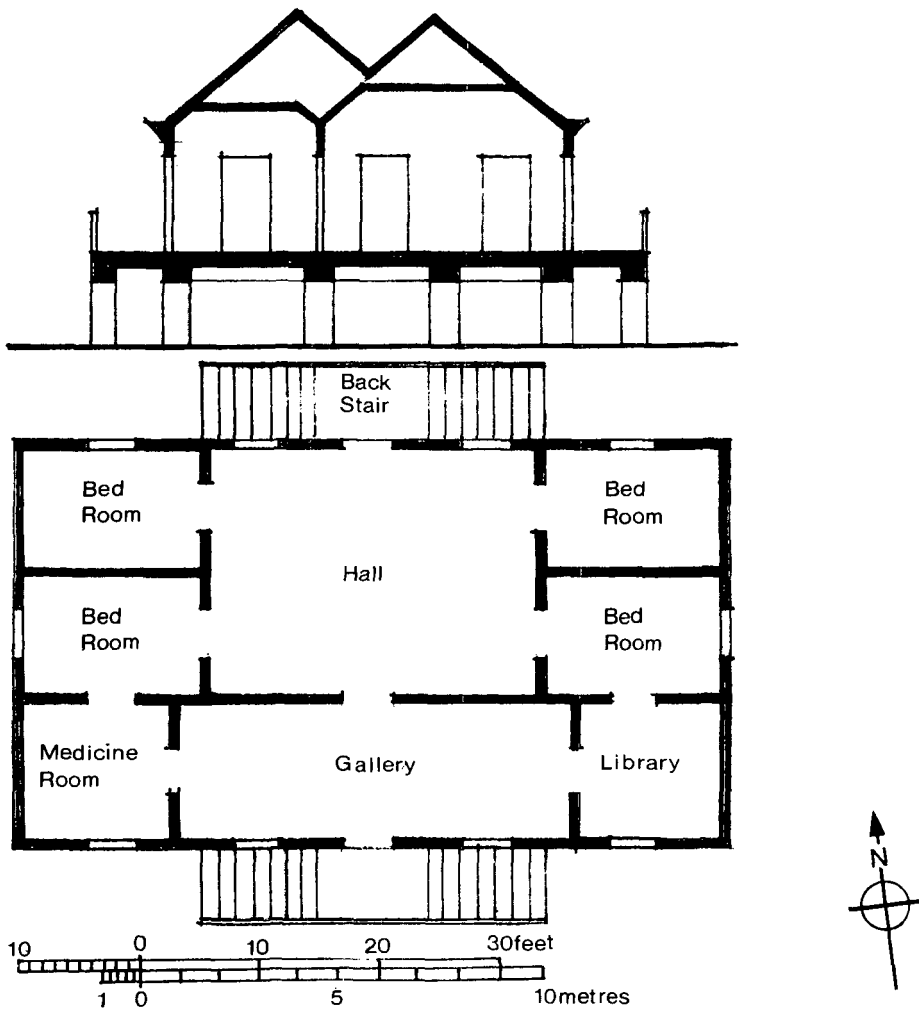 Back
Stair
Bed
Room
Bed
Room
Hall
Bed
Room
Bed
Room
Medicine
Room
Gallery
Library
N
10 0 10 20 30feet
1 0 5 10metres